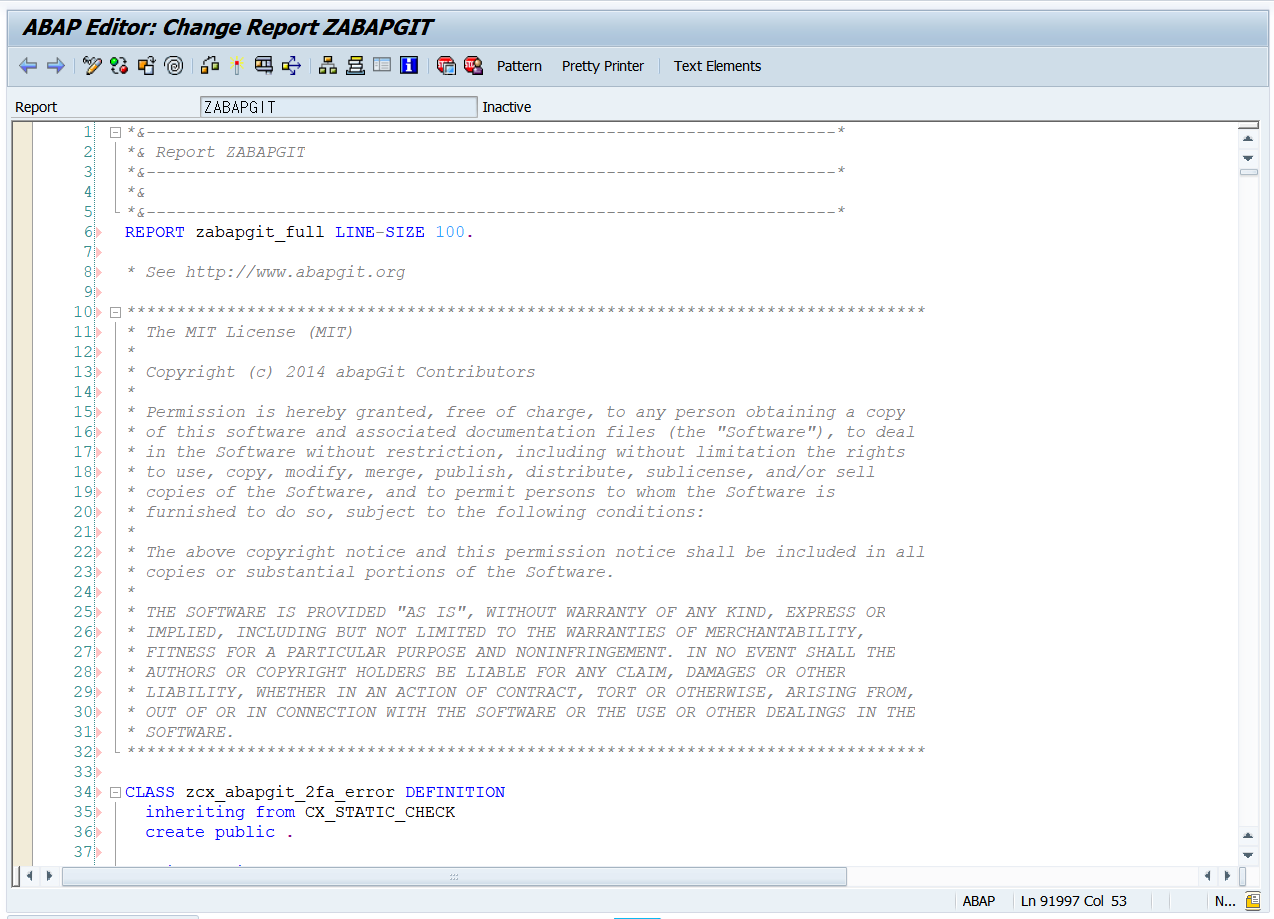 ABAP Editor: Change Report ZABAPGIT
Pattern Pretty Printer Text Elements
Report ZABAPGIT Inactive
1 *&---------------------------------------------------------------------*
2 *& Report ZABAPGIT
3 *&---------------------------------------------------------------------*
4 *&
5 *&---------------------------------------------------------------------*
6 REPORT zabapgit_full LINE-SIZE 100.
7
8 * See http://www.abapgit.org
9
10 ********************************************************************************
11 * The MIT License (MIT)
12 *
13 * Copyright (c) 2014 abapGit Contributors
14 *
15 * Permission is hereby granted, free of charge, to any person obtaining a copy
16 * of this software and associated documentation files (the "Software"), to deal
17 * in the Software without restriction, including without limitation the rights
18 * to use, copy, modify, merge, publish, distribute, sublicense, and/or sell
19 * copies of the Software, and to permit persons to whom the Software is
20 * furnished to do so, subject to the following conditions:
21 *
22 * The above copyright notice and this permission notice shall be included in all
23 * copies or substantial portions of the Software.
24 *
25 * THE SOFTWARE IS PROVIDED "AS IS", WITHOUT WARRANTY OF ANY KIND, EXPRESS OR
26 * IMPLIED, INCLUDING BUT NOT LIMITED TO THE WARRANTIES OF MERCHANTABILITY,
27 * FITNESS FOR A PARTICULAR PURPOSE AND NONINFRINGEMENT. IN NO EVENT SHALL THE
28 * AUTHORS OR COPYRIGHT HOLDERS BE LIABLE FOR ANY CLAIM, DAMAGES OR OTHER
29 * LIABILITY, WHETHER IN AN ACTION OF CONTRACT, TORT OR OTHERWISE, ARISING FROM,
30 * OUT OF OR IN CONNECTION WITH THE SOFTWARE OR THE USE OR OTHER DEALINGS IN THE
31 * SOFTWARE.
32 ********************************************************************************
33
34 CLASS zcx_abapgit_2fa_error DEFINITION
35 inheriting from CX_STATIC_CHECK
36 create public .
37
ABAP Ln 91997 Col 53 N...